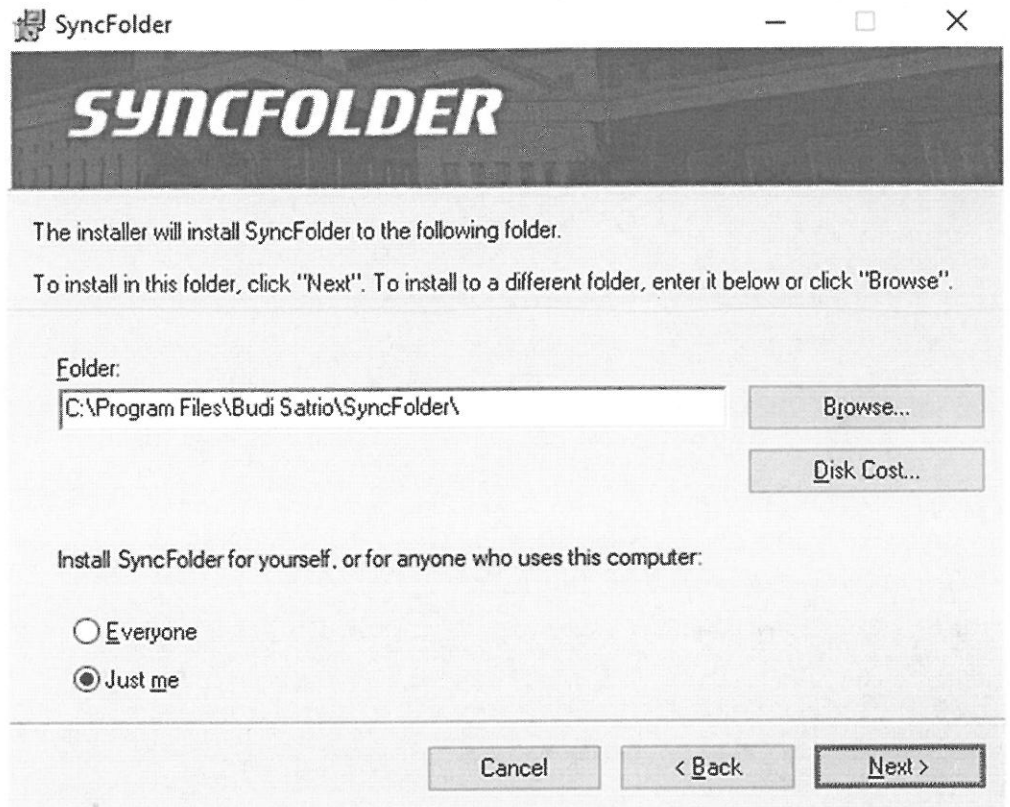 SyncFolder
SYNCFOLDER
The installer will install SyncFolder to the following folder.
To install in this folder, click "Next". To install to a different folder, enter it below or click "Browse".
Folder:
C:\Program Files\Budi Satrio\SyncFolder\
Browse...
Disk Cost...
Install SyncFolder for yourself, or for anyone who uses this computer:
Everyone
Just me
Cancel
< Back
Next >